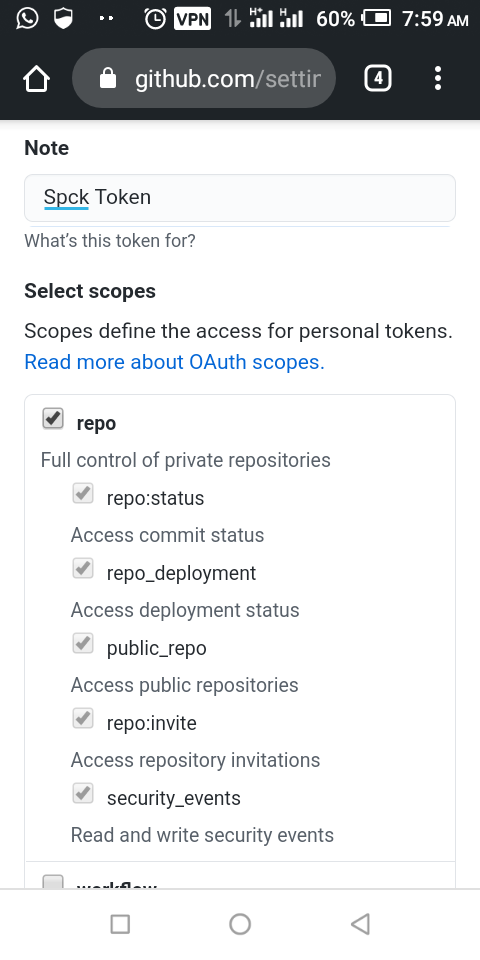 VPN H+ H 60% 7:59 AM
github.com/settir
4
Note
Spck Token
What's this token for?
Select scopes
Scopes define the access for personal tokens.
Read more about OAuth scopes.
repo
Full control of private repositories
repo:status
Access commit status
repo_deployment
Access deployment status
public_repo
Access public repositories
repo:invite
Access repository invitations
security_events
Read and write security events
workflow